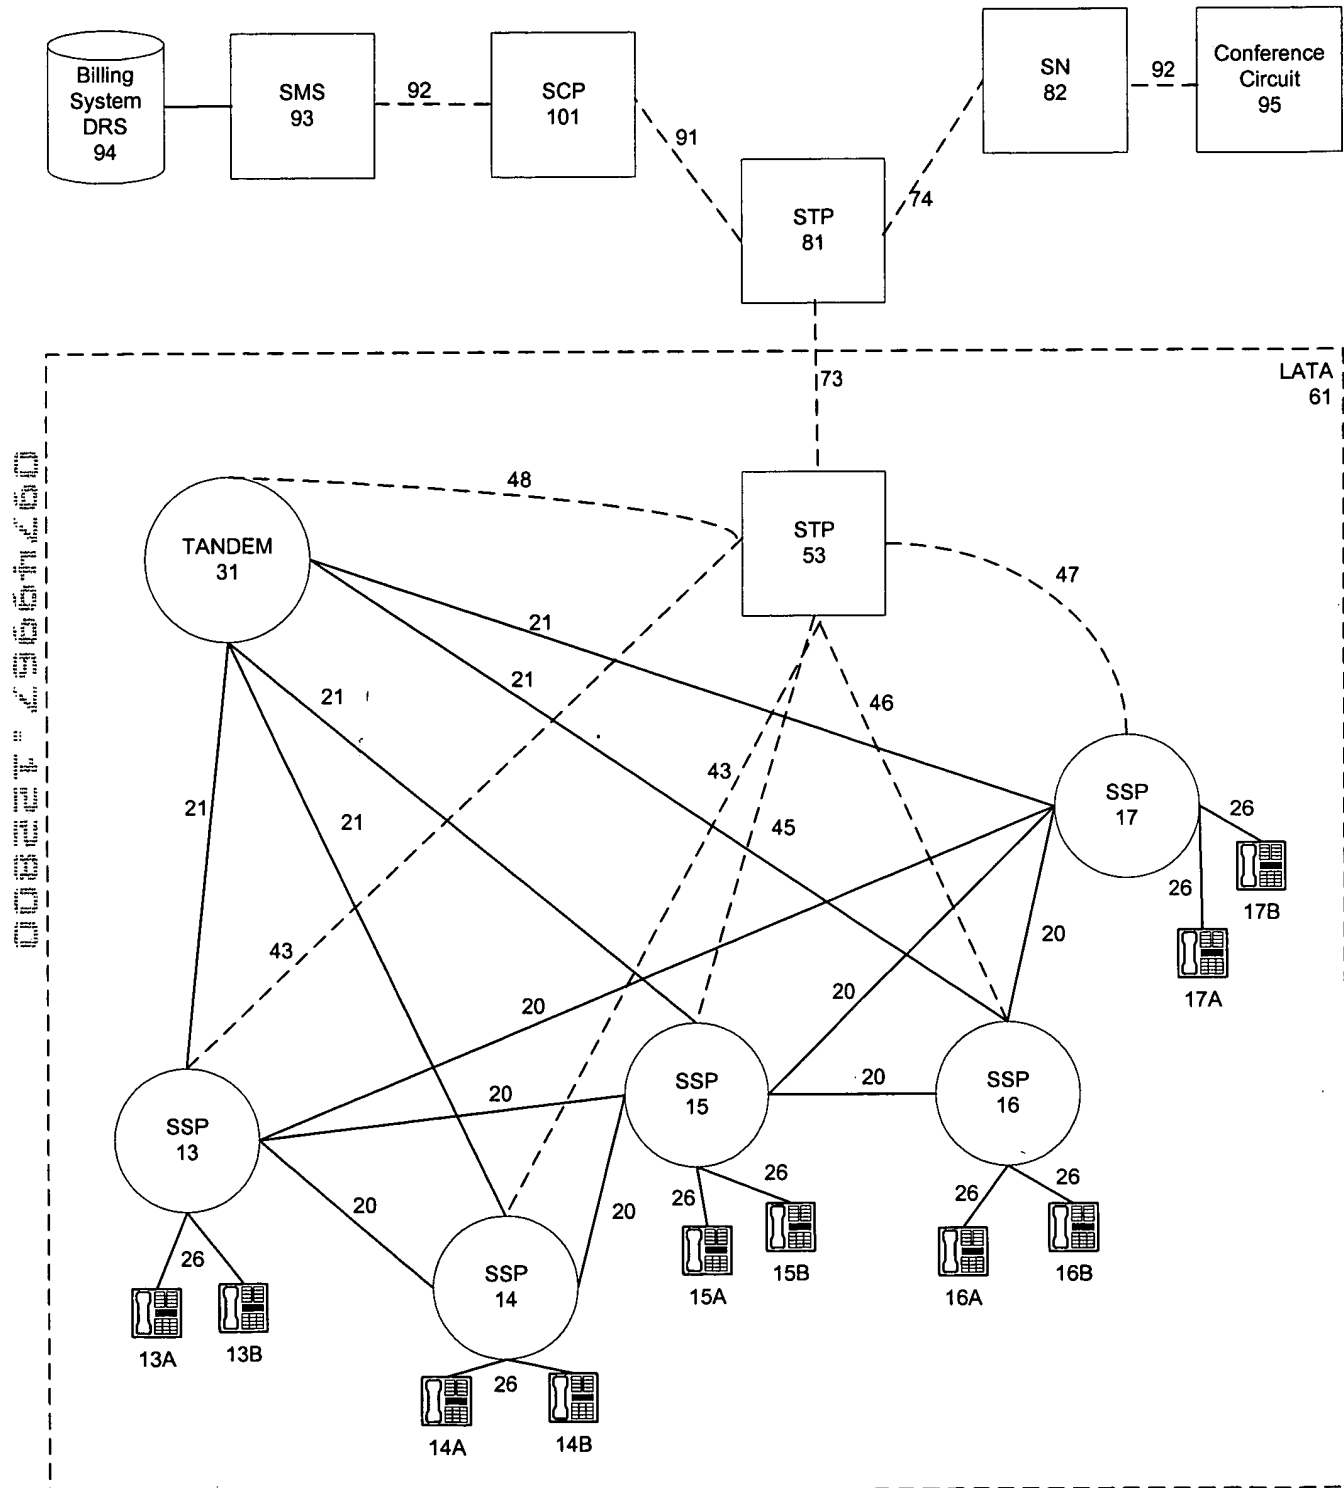 Billing
System
DRS
94
SMS
93
92
SCP
101
91
STP
81
74
SN
82
92
Conference
Circuit
95
73
LATA
61
09749657 . 122800
TANDEM
31
48
STP
53
47
21
21
21
46
43
21
21
45
SSP
17
26
26
17B
17A
43
20
20
20
SSP
13
20
SSP
15
20
SSP
16
20
20
26
SSP
14
26
26
26
26
13A
13B
15A
15B
16A
16B
26
14A
14B